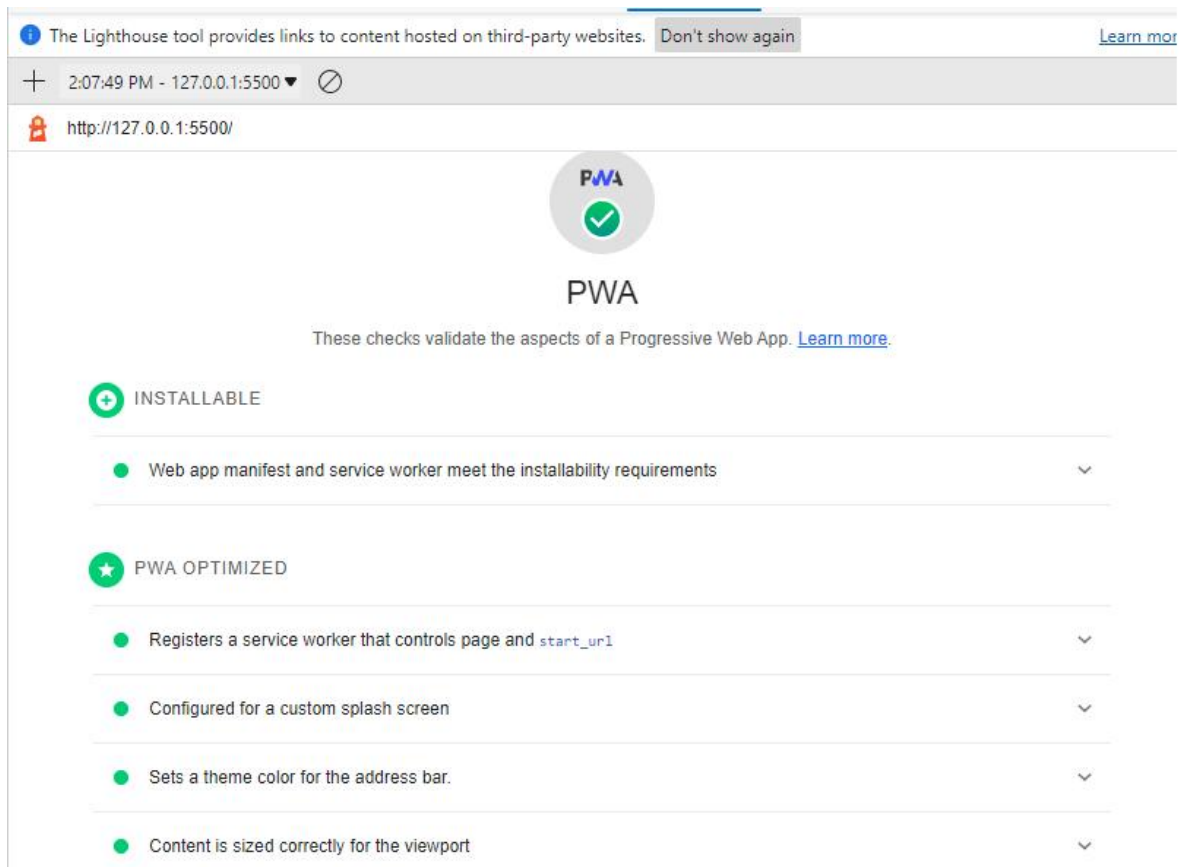 The Lighthouse tool provides links to content hosted on third-party websites. Don't show again Learn mor
2:07:49 PM - 127.0.0.1:5500
http://127.0.0.1:5500/
PWA
PWA
These checks validate the aspects of a Progressive Web App. Learn more.
INSTALLABLE
Web app manifest and service worker meet the installability requirements
PWA OPTIMIZED
Registers a service worker that controls page and start_url
Configured for a custom splash screen
Sets a theme color for the address bar.
Content is sized correctly for the viewport